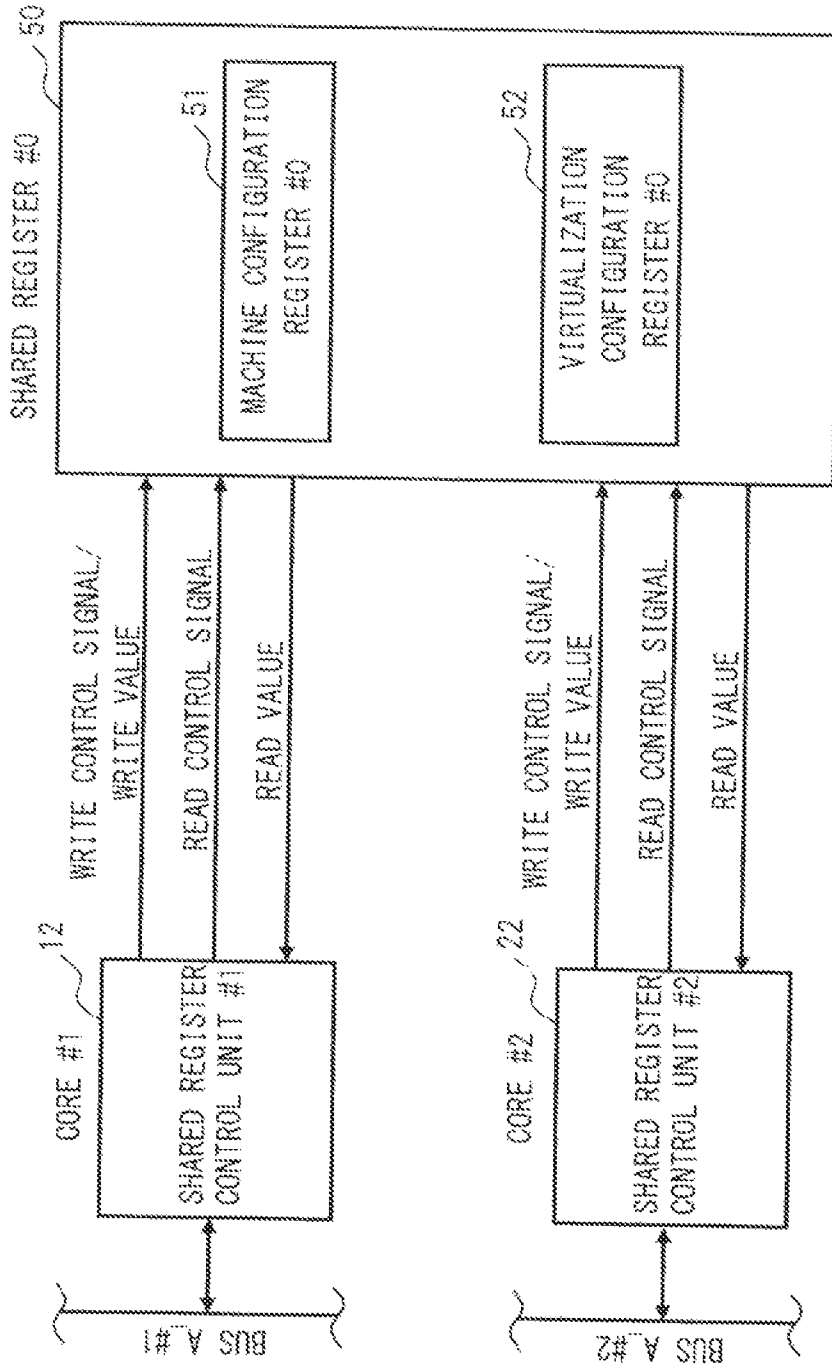 SHARED REGISTER #0
50
MACHINE CONFIGURATION
REGISTER #0
51
VIRTUALIZATION
CONFIGURATION
REGISTER #0
52
WRITE CONTROL SIGNAL/
WRITE VALUE
READ CONTROL SIGNAL
READ VALUE
WRITE CONTROL SIGNAL/
WRITE VALUE
READ CONTROL SIGNAL
READ VALUE
CORE #1
12
SHARED REGISTER
CONTROL UNIT #1
CORE #2
22
SHARED REGISTER
CONTROL UNIT #2
BUS A_#1
BUS A_#2